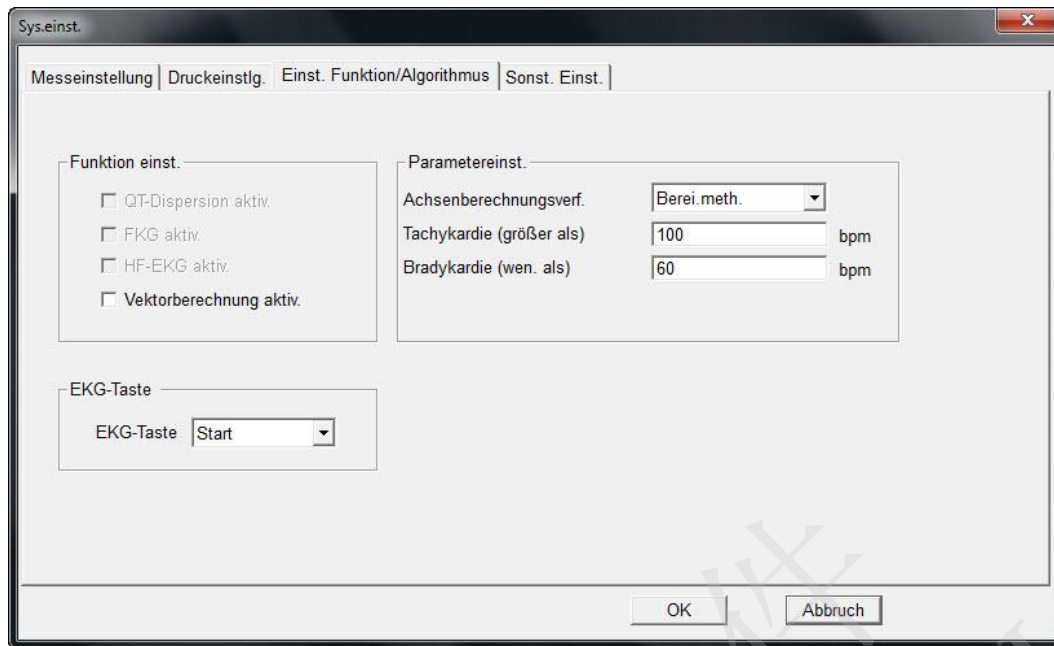 Sys.einst.
Messeinstellung Druckeinstlg. Einst. Funktion/Algorithmus Sonst. Einst.
Funktion einst.
QT-Dispersion aktiv.
FKG aktiv.
HF-EKG aktiv.
Vektorberechnung aktiv.
Parametereinst.
Achsenberechnungsverf. Berei.meth.
Tachykardie (größer als) 100 bpm
Bradykardie (wen. als) 60 bpm
EKG-Taste
EKG-Taste Start
OK Abbruch